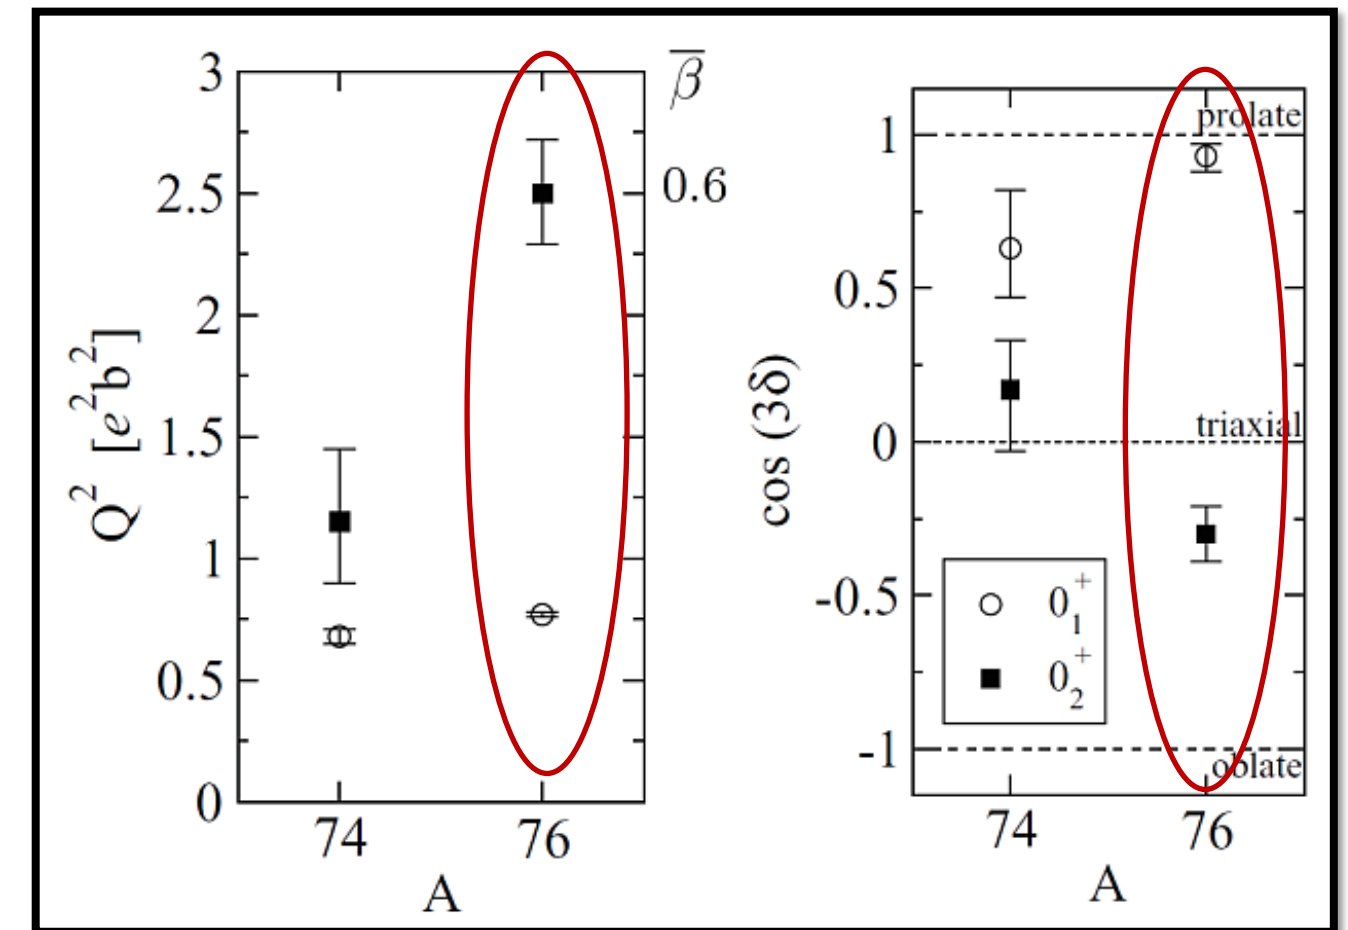 3
2.5
2
1.5
1
0.5
0
Q² [e²b²]
74 76
A
β̅
0.6
1
0.5
0
-0.5
-1
cos (3δ)
prolate
triaxial
oblate
0₁⁺
0₂⁺
74 76
A